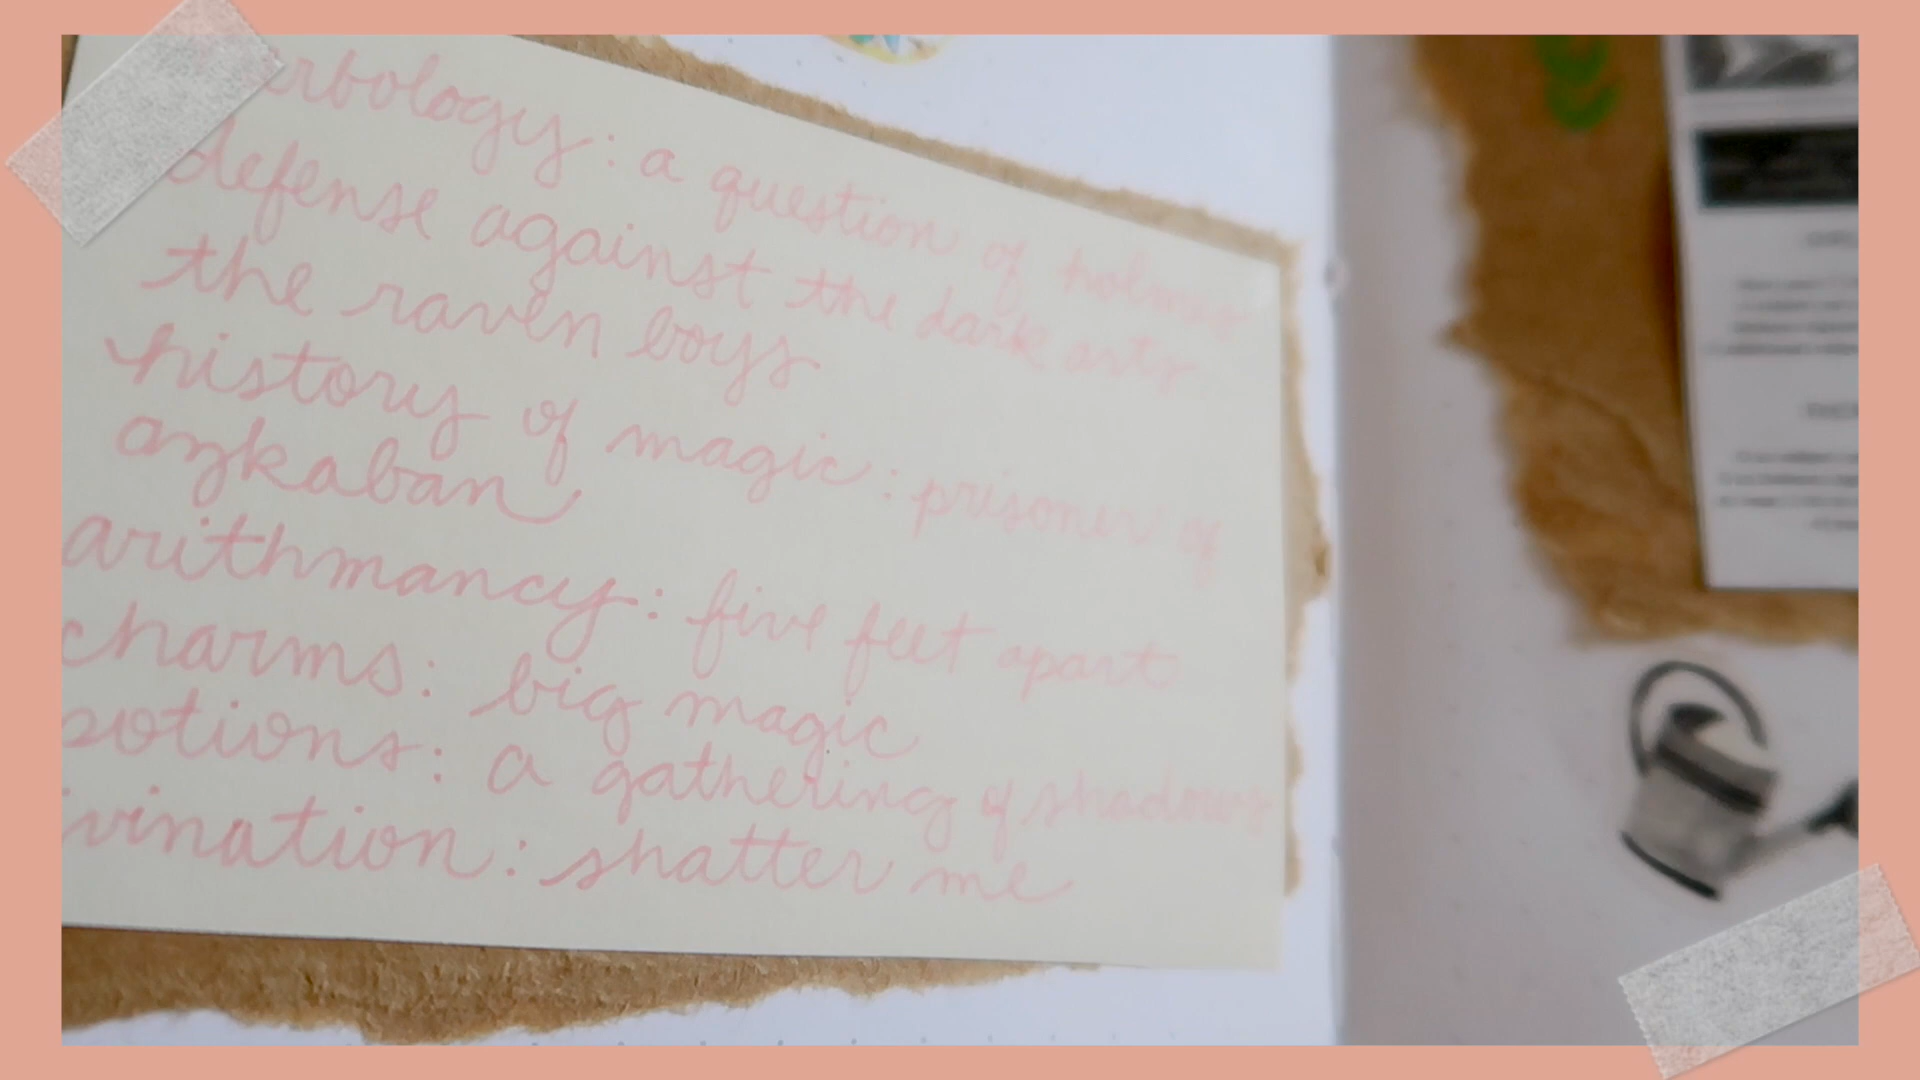 rbology: a question of holmes
defense against the dark arts
the raven boys
history of magic: prisoner of
azkaban
arithmancy: five feet apart
charms: big magic
potions: a gathering of shadows
ivination: shatter me